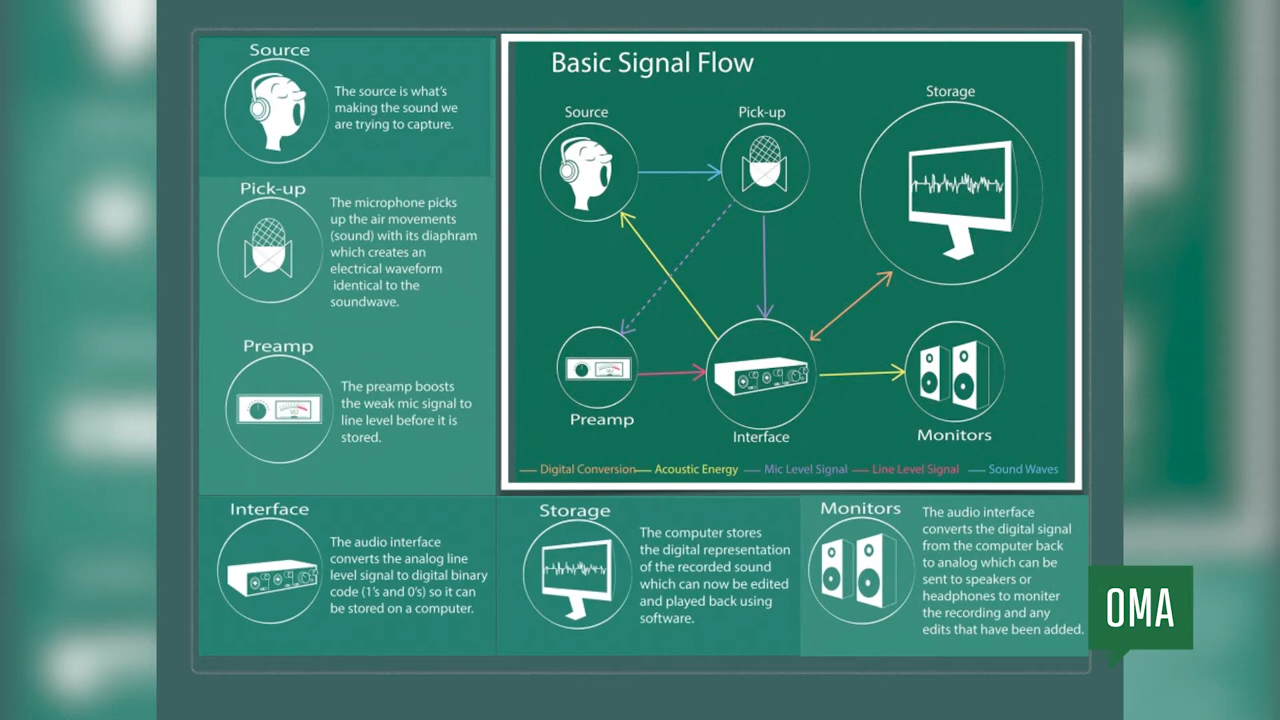 Source
The source is what's
making the sound we
are trying to capture.
Pick-up
The microphone picks
up the air movements
(sound) with its diaphram
which creates an
electrical waveform
identical to the
soundwave.
Preamp
The preamp boosts
the weak mic signal to
line level before it is
stored.
Basic Signal Flow
Source
Pick-up
Storage
Preamp
Interface
Monitors
Digital Conversion
Acoustic Energy
Mic Level Signal
Line Level Signal
Sound Waves
Interface
The audio interface
converts the analog line
level signal to digital binary
code (1's and 0's) so it can
be stored on a computer.
Storage
The computer stores
the digital representation
of the recorded sound
which can now be edited
and played back using
software.
Monitors
The audio interface
converts the digital signal
from the computer back
to analog which can be
sent to speakers or
headphones to moniter
the recording and any
edits that have been added.
OMA